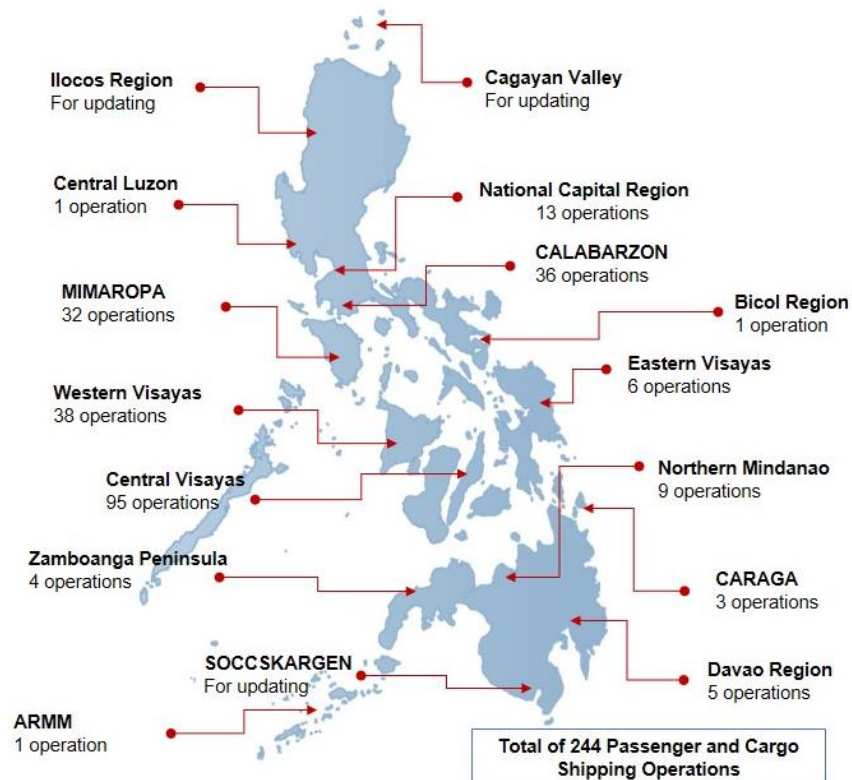 Ilocos Region
For updating
Cagayan Valley
For updating
Central Luzon
1 operation
National Capital Region
13 operations
CALABARZON
36 operations
MIMAROPA
32 operations
Bicol Region
1 operation
Eastern Visayas
6 operations
Western Visayas
38 operations
Northern Mindanao
9 operations
Central Visayas
95 operations
Zamboanga Peninsula
4 operations
CARAGA
3 operations
SOCCSKARGEN
For updating
Davao Region
5 operations
ARMM
1 operation
Total of 244 Passenger and Cargo
Shipping Operations